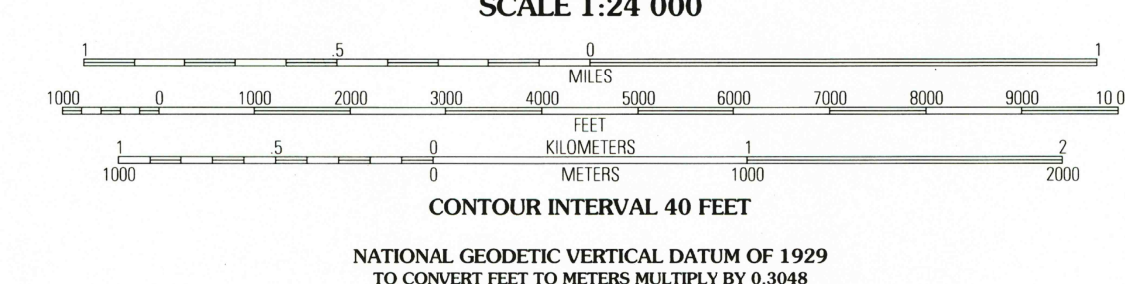 SCALE 1:24 000
1 .5 0 1
MILES
1000 0 1000 2000 3000 4000 5000 6000 7000 8000 9000 10 0
FEET
1 .5 0 KILOMETERS 1 2
1000 0 METERS 1000 2000
CONTOUR INTERVAL 40 FEET
NATIONAL GEODETIC VERTICAL DATUM OF 1929
TO CONVERT FEET TO METERS MULTIPLY BY 0.3048